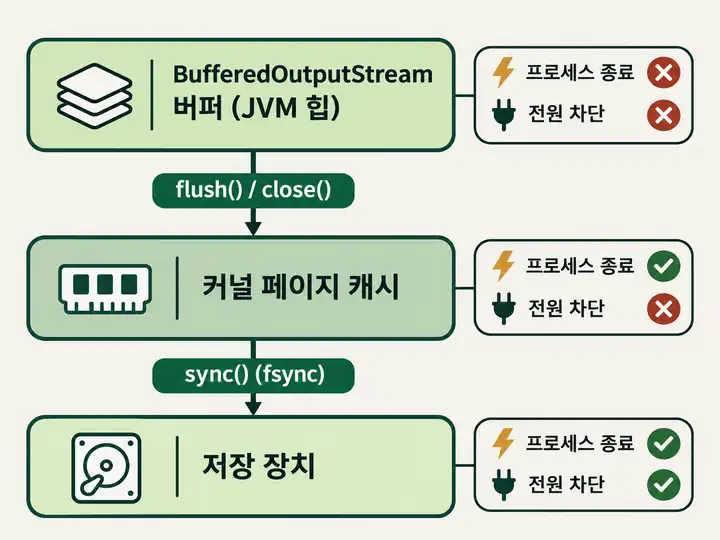 BufferedOutputStream
버퍼 (JVM 힙)
프로세스 종료
전원 차단
flush() / close()
커널 페이지 캐시
프로세스 종료
전원 차단
sync() (fsync)
저장 장치
프로세스 종료
전원 차단